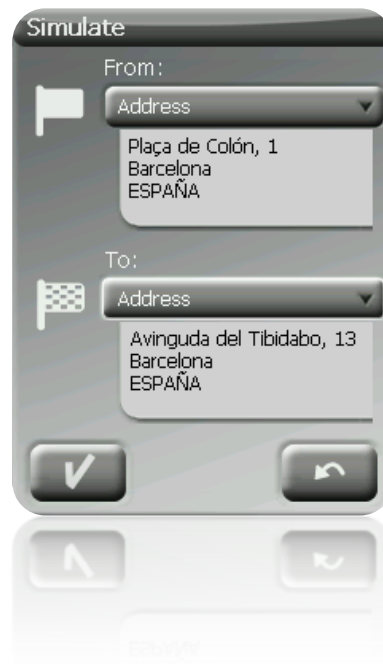 Simulate
From:
Address
Plaça de Colón, 1
Barcelona
ESPAÑA
To:
Address
Avinguda del Tibidabo, 13
Barcelona
ESPAÑA